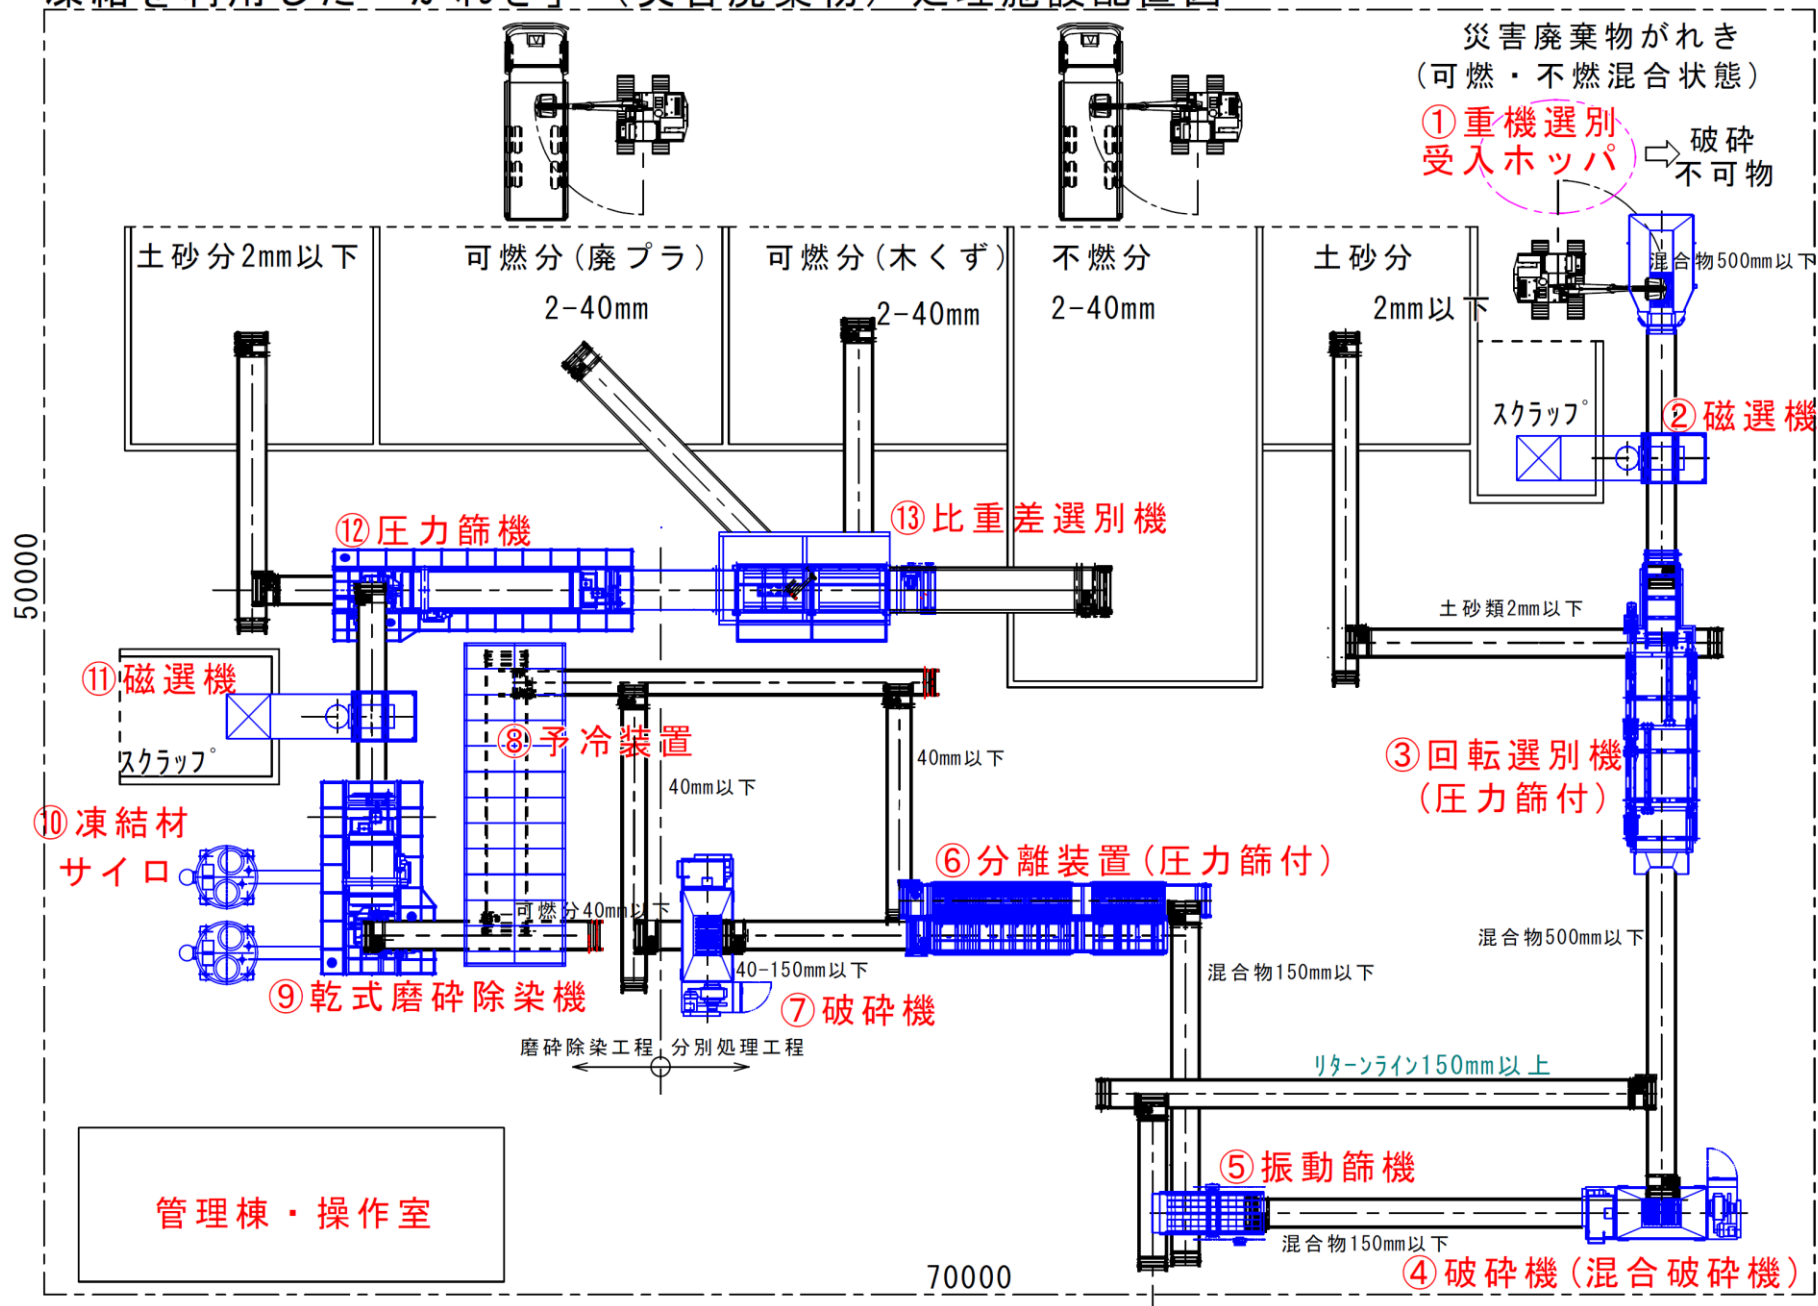 災害廃棄物がれき
(可燃・不燃混合状態)
①重機選別
受入ホッパ
破砕
不可物
土砂分2mm以下
可燃分(廃プラ)
2-40mm
可燃分(木くず)
2-40mm
不燃分
2-40mm
土砂分
2mm以下
混合物500mm以下
スクラップ
②磁選機
⑫圧力篩機
⑬比重差選別機
50000
土砂類2mm以下
⑪磁選機
スクラップ
⑧予冷装置
40mm以下
40mm以下
③回転選別機
(圧力篩付)
⑩凍結材
サイロ
⑥分離装置(圧力篩付)
可燃分40mm以下
混合物500mm以下
40-150mm以下
混合物150mm以下
⑨乾式磨砕除染機
⑦破砕機
磨砕除染工程
分別処理工程
リターンライン150mm以上
⑤振動篩機
管理棟・操作室
混合物150mm以下
70000
④破砕機(混合破砕機)